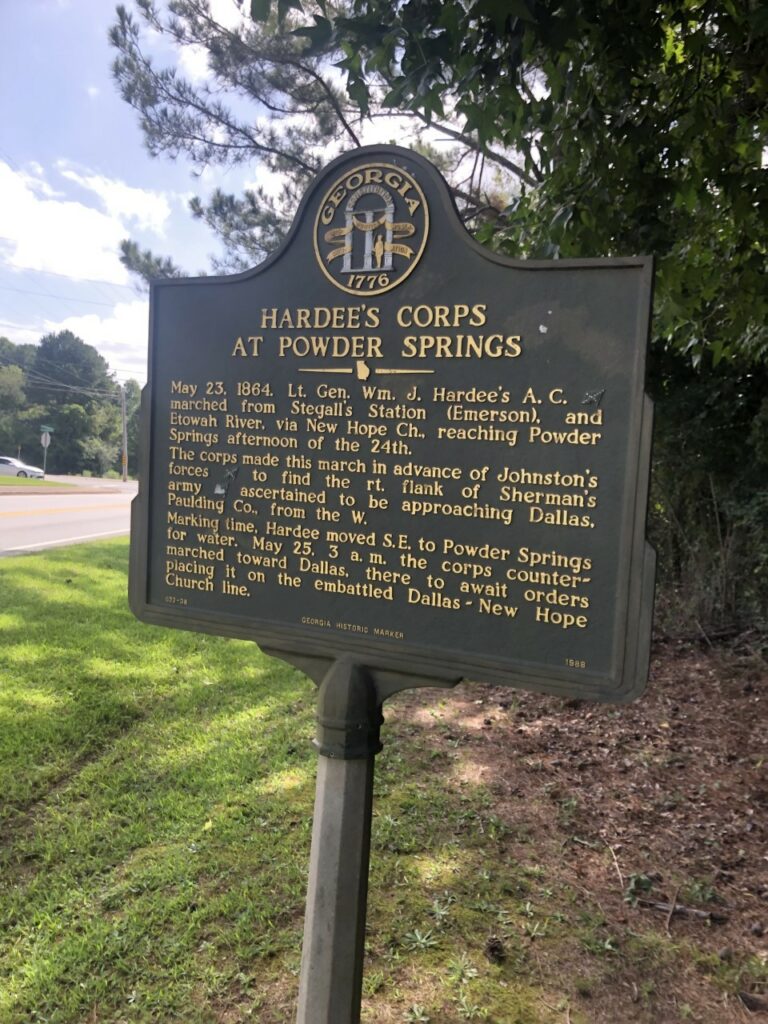 GEORGIA
1776
HARDEE'S CORPS
AT POWDER SPRINGS
May 23, 1864. Lt. Gen. Wm. J. Hardee's A. C.
marched from Stegall's Station (Emerson), and
Etowah River, via New Hope Ch., reaching Powder
Springs afternoon of the 24th.
The corps made this march in advance of Johnston's
forces to find the rt. flank of Sherman's
army ascertained to be approaching Dallas,
Paulding Co., from the W.
Marking time, Hardee moved S.E. to Powder Springs
for water. May 25, 3 a.m. the corps counter-
marched toward Dallas, there to await orders
placing it on the embattled Dallas - New Hope
Church line.
033-28
GEORGIA HISTORIC MARKER
1988